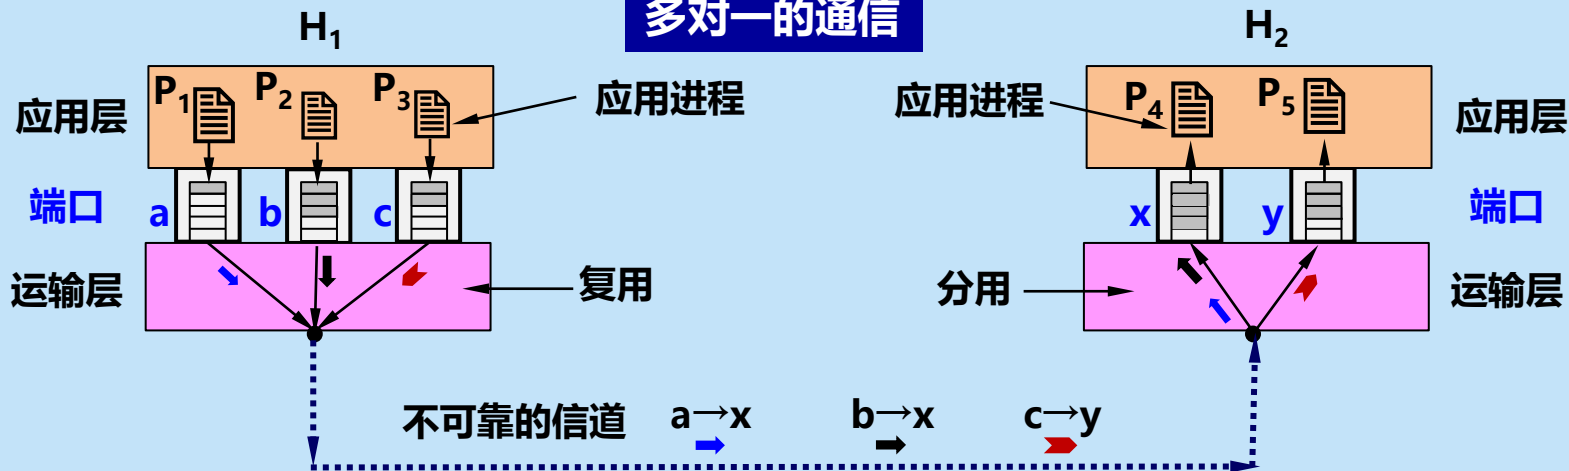 多对一的通信
H1
H2
应用层
P1
P2
P3
应用进程
应用进程
P4
P5
应用层
端口
a
b
c
x
y
端口
运输层
复用
分用
运输层
不可靠的信道
a→x
b→x
c→y